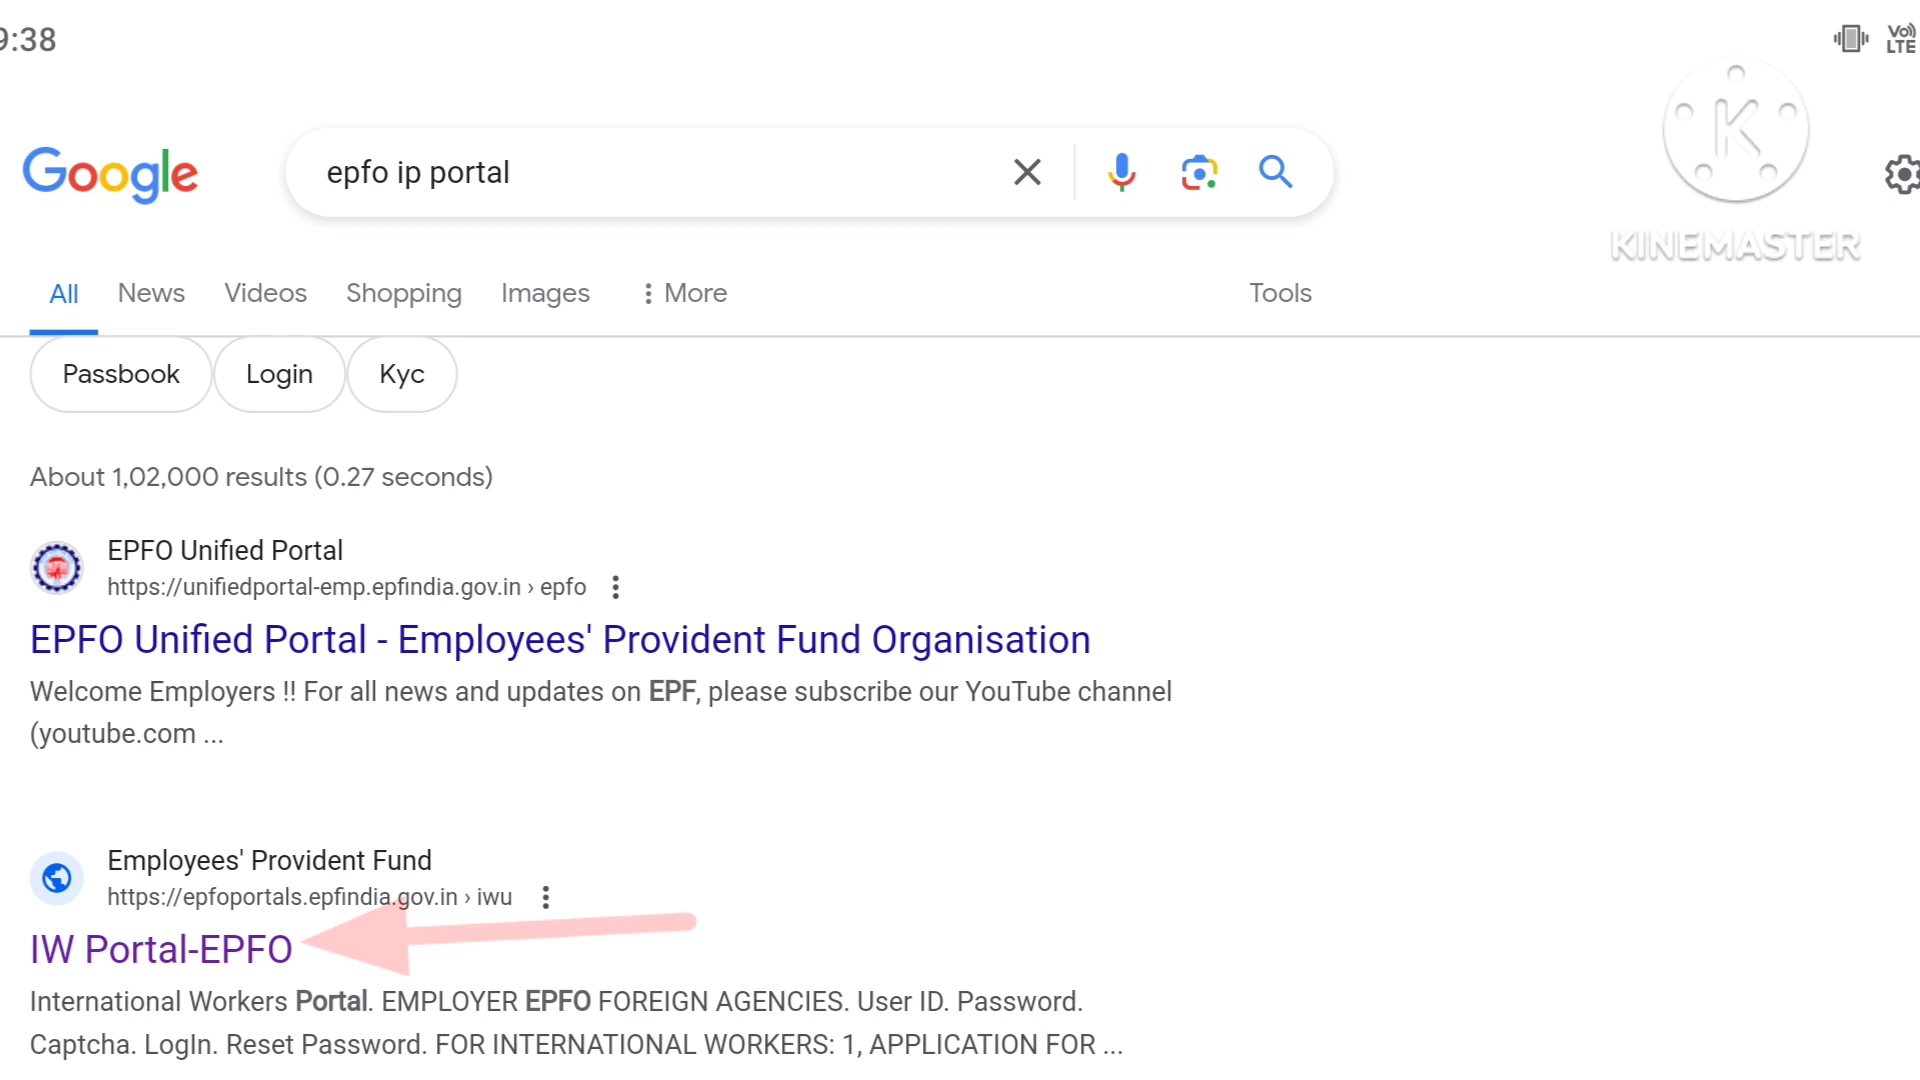 9:38
Vo) LTE
Google
epfo ip portal
KINEMASTER
All News Videos Shopping Images More Tools
Passbook Login Kyc
About 1,02,000 results (0.27 seconds)
EPFO Unified Portal
https://unifiedportal-emp.epfindia.gov.in › epfo
EPFO Unified Portal - Employees' Provident Fund Organisation
Welcome Employers !! For all news and updates on EPF, please subscribe our YouTube channel
(youtube.com ...
Employees' Provident Fund
https://epfoportals.epfindia.gov.in › iwu
IW Portal-EPFO
International Workers Portal. EMPLOYER EPFO FOREIGN AGENCIES. User ID. Password.
Captcha. LogIn. Reset Password. FOR INTERNATIONAL WORKERS: 1, APPLICATION FOR ...